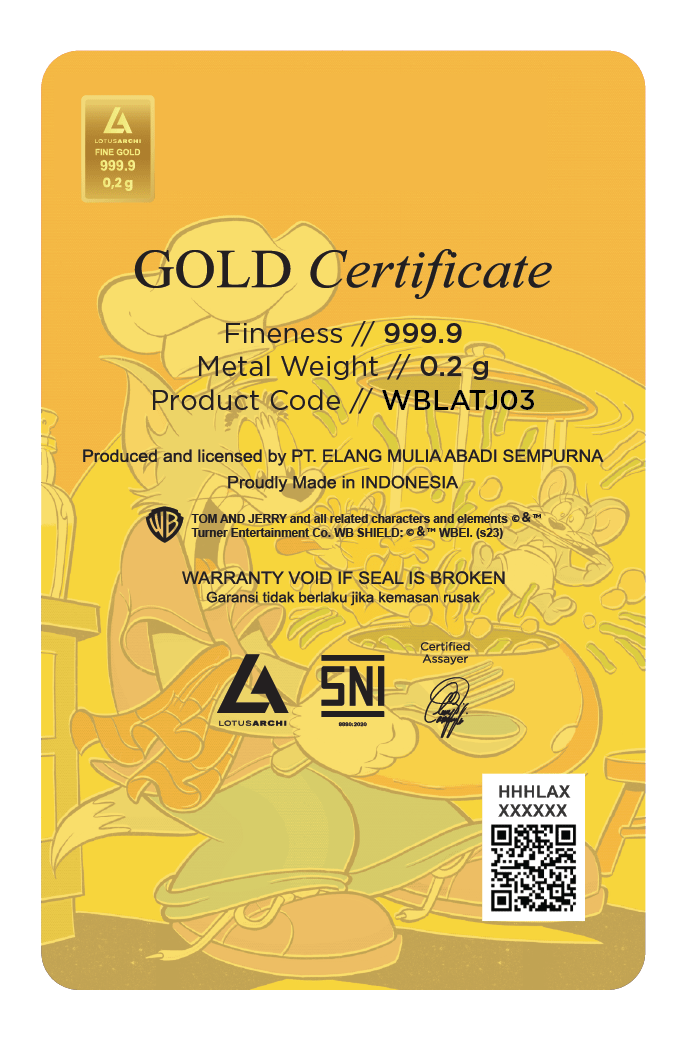 LOTUSARCHI
FINE GOLD
999.9
0,2 g
GOLD Certificate
Fineness // 999.9
Metal Weight // 0.2 g
Product Code // WBLATJ03
Produced and licensed by PT. ELANG MULIA ABADI SEMPURNA
Proudly Made in INDONESIA
WB
TOM AND JERRY and all related characters and elements © & ™
Turner Entertainment Co. WB SHIELD: © & ™ WBEI. (s23)
WARRANTY VOID IF SEAL IS BROKEN
Garansi tidak berlaku jika kemasan rusak
Certified
Assayer
LOTUSARCHI
SNI
HHHLAX
XXXXXX